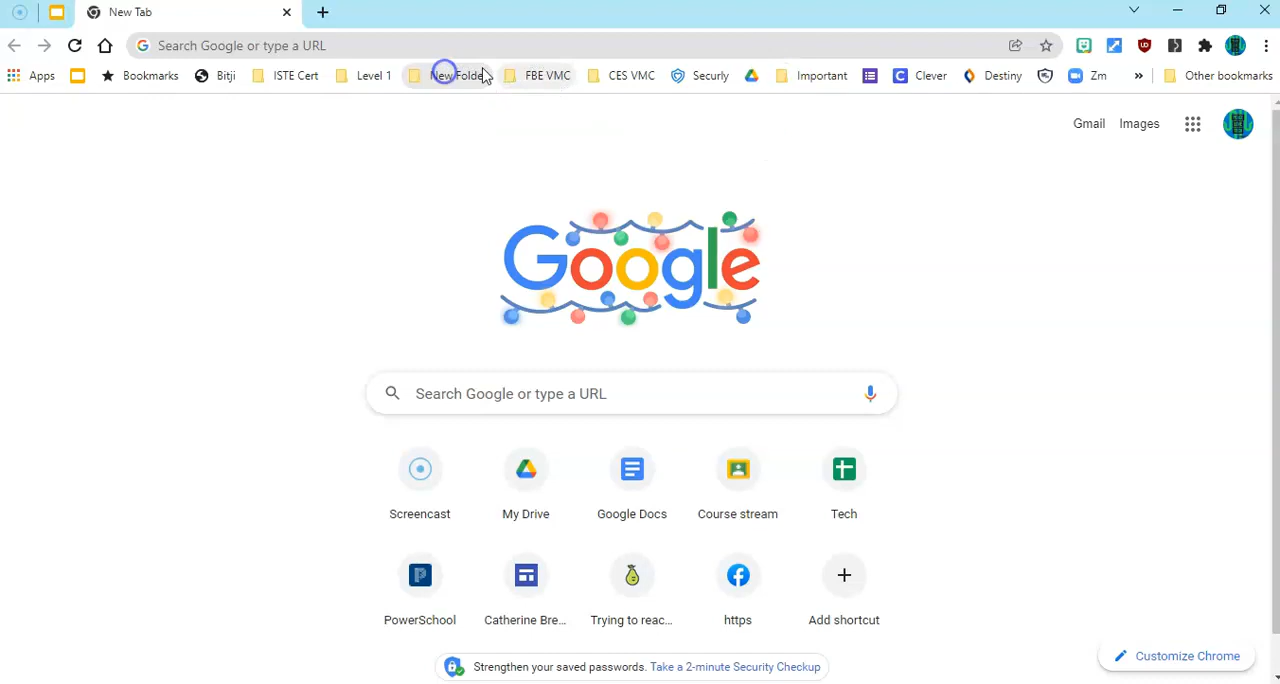 New Tab
Search Google or type a URL
Apps Bookmarks Bitji ISTE Cert Level 1 New Folde FBE VMC CES VMC Securly Important Clever Destiny Zm » Other bookmarks
Gmail Images
Google
Search Google or type a URL
Screencast My Drive Google Docs Course stream Tech
PowerSchool Catherine Bre... Trying to reac... https Add shortcut
Strengthen your saved passwords. Take a 2-minute Security Checkup
Customize Chrome